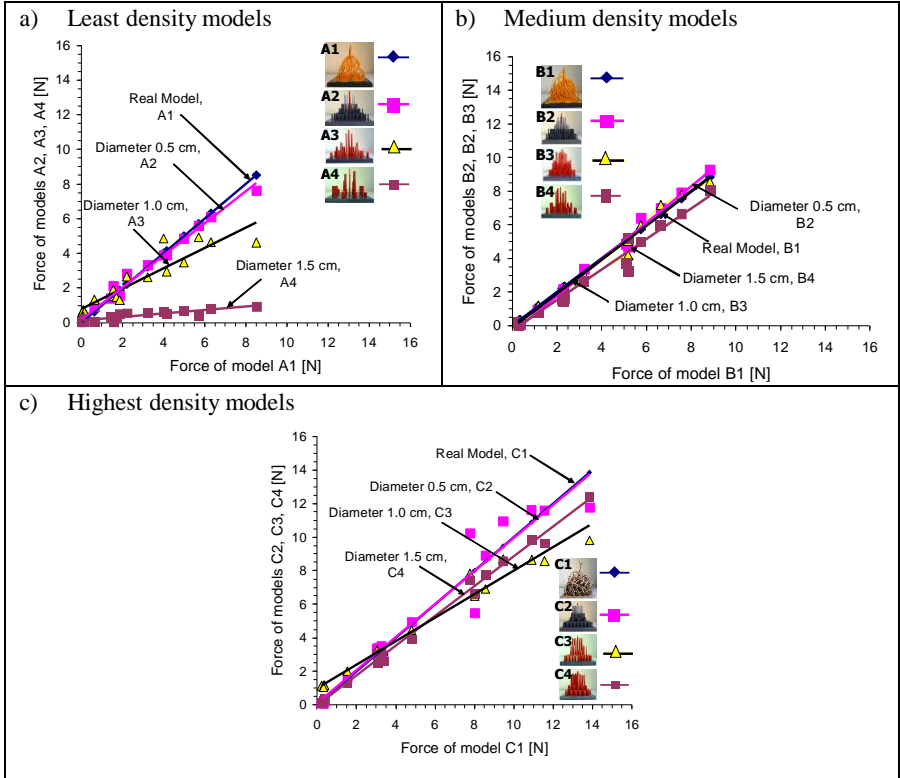 a) Least density models
16
14
12
10
8
6
4
2
0
0 2 4 6 8 10 12 14 16
Force of models A2, A3, A4 [N]
Force of model A1 [N]
Real Model,
A1
Diameter 0.5 cm,
A2
Diameter 1.0 cm,
A3
Diameter 1.5 cm,
A4
A1
A2
A3
A4
b) Medium density models
16
14
12
10
8
6
4
2
0
0 2 4 6 8 10 12 14 16
Force of models B2, B2, B3 [N]
Force of model B1 [N]
B1
B2
B3
B4
Diameter 0.5 cm,
B2
Real Model, B1
Diameter 1.5 cm, B4
Diameter 1.0 cm, B3
c) Highest density models
16
14
12
10
8
6
4
2
0
0 2 4 6 8 10 12 14 16
Force of models C2, C3, C4 [N]
Force of model C1 [N]
Real Model, C1
Diameter 0.5 cm, C2
Diameter 1.0 cm, C3
Diameter 1.5 cm,
C4
C1
C2
C3
C4